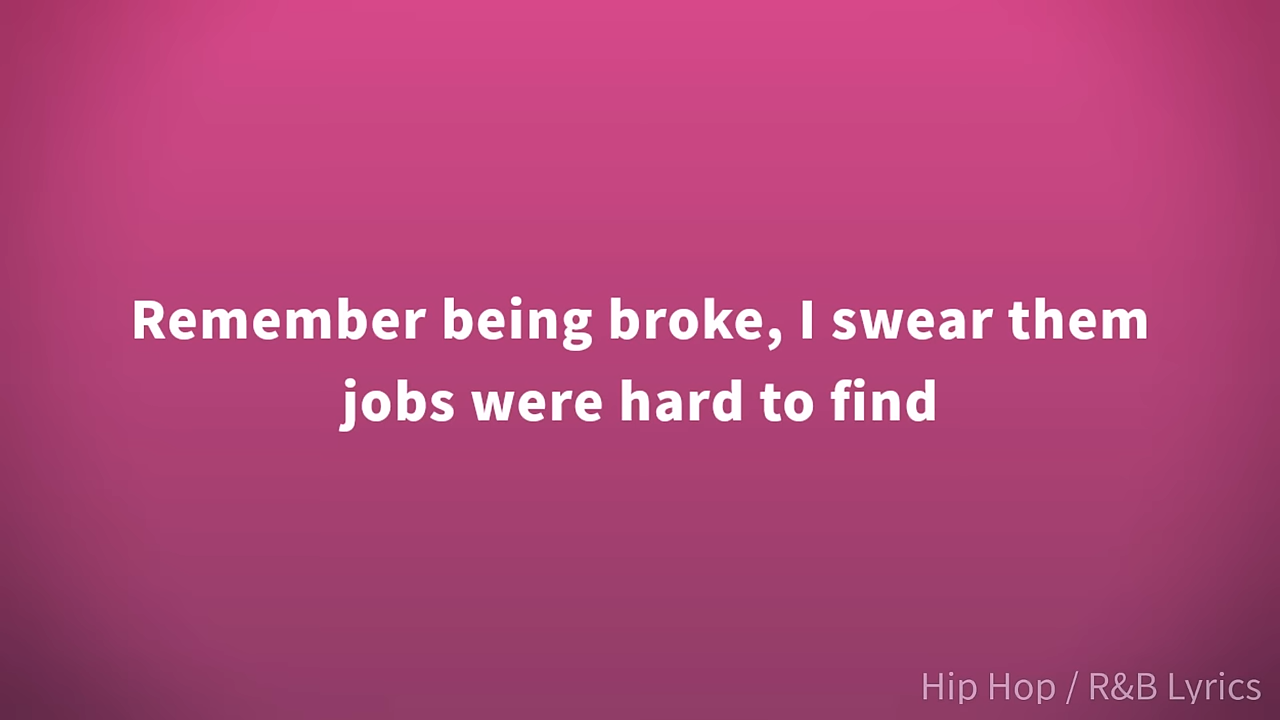 Remember being broke, I swear them
jobs were hard to find
Hip Hop / R&B Lyrics